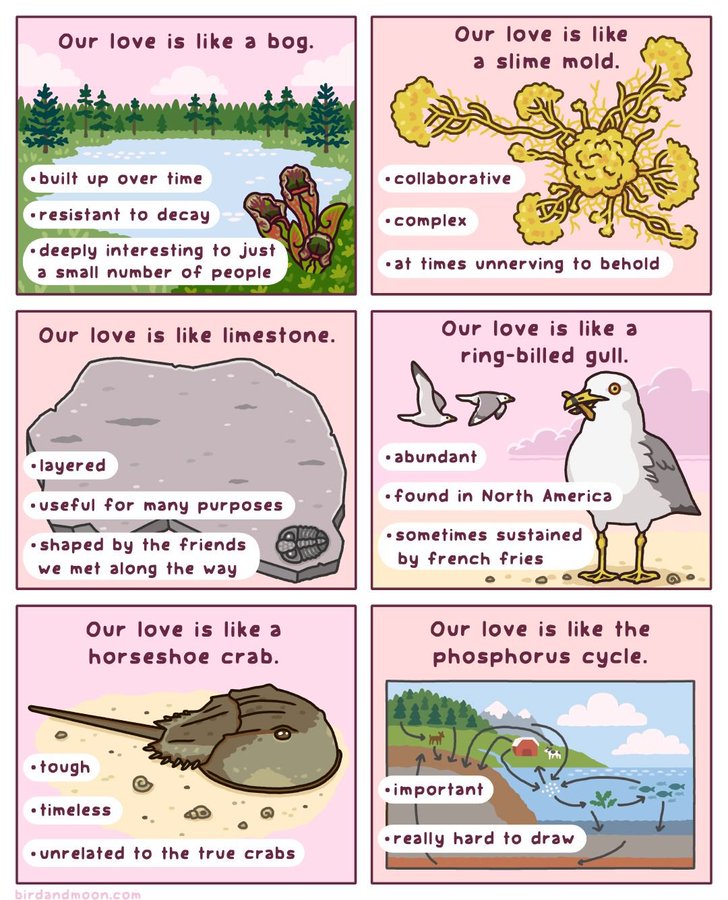 Our love is like a bog.
•built up over time
•resistant to decay
•deeply interesting to just
a small number of people
Our love is like
a slime mold.
•collaborative
•complex
•at times unnerving to behold
Our love is like limestone.
•layered
•useful for many purposes
•shaped by the friends
we met along the way
Our love is like a
ring-billed gull.
•abundant
•found in North America
•sometimes sustained
by french fries
Our love is like a
horseshoe crab.
•tough
•timeless
•unrelated to the true crabs
Our love is like the
phosphorus cycle.
•important
•really hard to draw
birdandmoon.com